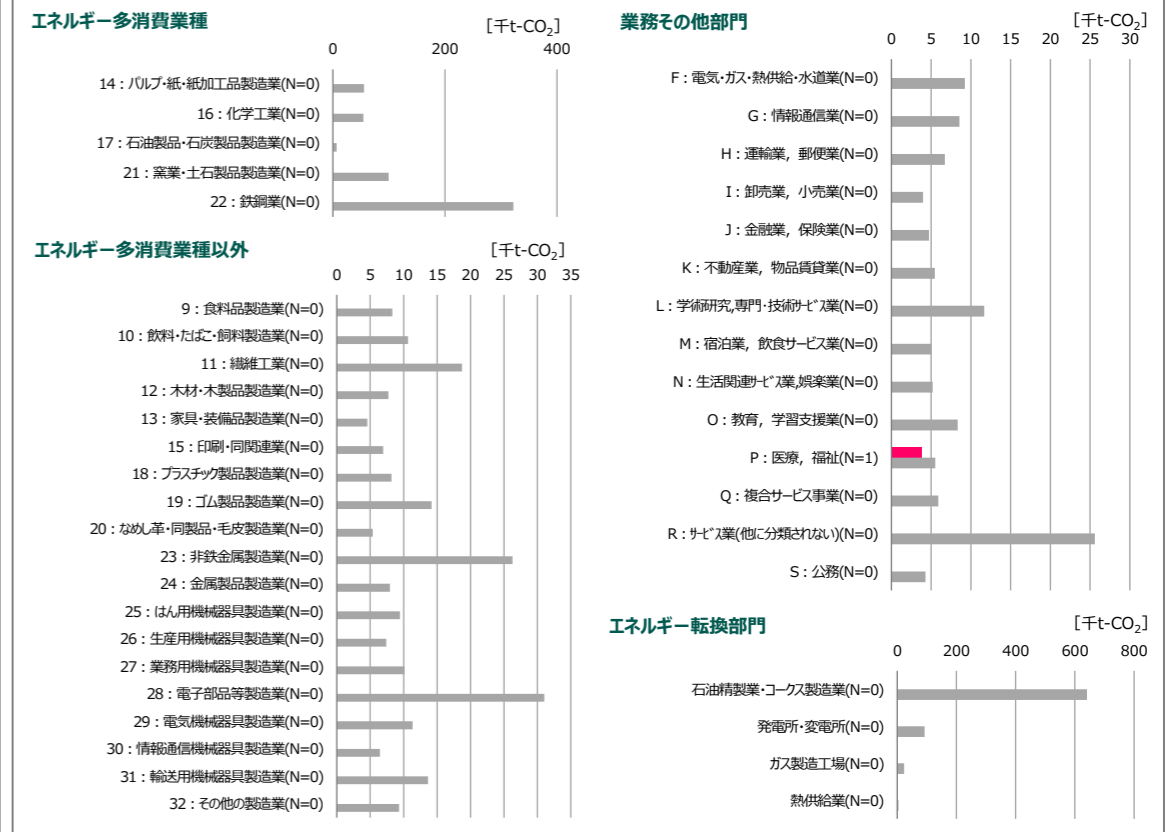 エネルギー多消費業種
[千t-CO₂]
0 200 400
14：パルプ・紙・紙加工品製造業(N=0)
16：化学工業(N=0)
17：石油製品・石炭製品製造業(N=0)
21：窯業・土石製品製造業(N=0)
22：鉄鋼業(N=0)
エネルギー多消費業種以外
[千t-CO₂]
0 5 10 15 20 25 30 35
9：食料品製造業(N=0)
10：飲料・たばこ・飼料製造業(N=0)
11：繊維工業(N=0)
12：木材・木製品製造業(N=0)
13：家具・装備品製造業(N=0)
15：印刷・同関連業(N=0)
18：プラスチック製品製造業(N=0)
19：ゴム製品製造業(N=0)
20：なめし革・同製品・毛皮製造業(N=0)
23：非鉄金属製造業(N=0)
24：金属製品製造業(N=0)
25：はん用機械器具製造業(N=0)
26：生産用機械器具製造業(N=0)
27：業務用機械器具製造業(N=0)
28：電子部品等製造業(N=0)
29：電気機械器具製造業(N=0)
30：情報通信機械器具製造業(N=0)
31：輸送用機械器具製造業(N=0)
32：その他の製造業(N=0)
業務その他部門
[千t-CO₂]
0 5 10 15 20 25 30
F：電気・ガス・熱供給・水道業(N=0)
G：情報通信業(N=0)
H：運輸業，郵便業(N=0)
I：卸売業，小売業(N=0)
J：金融業，保険業(N=0)
K：不動産業，物品賃貸業(N=0)
L：学術研究,専門・技術サービス業(N=0)
M：宿泊業，飲食サービス業(N=0)
N：生活関連サービス業,娯楽業(N=0)
O：教育，学習支援業(N=0)
P：医療，福祉(N=1)
Q：複合サービス事業(N=0)
R：サービス業(他に分類されない)(N=0)
S：公務(N=0)
エネルギー転換部門
[千t-CO₂]
0 200 400 600 800
石油精製業・コークス製造業(N=0)
発電所・変電所(N=0)
ガス製造工場(N=0)
熱供給業(N=0)